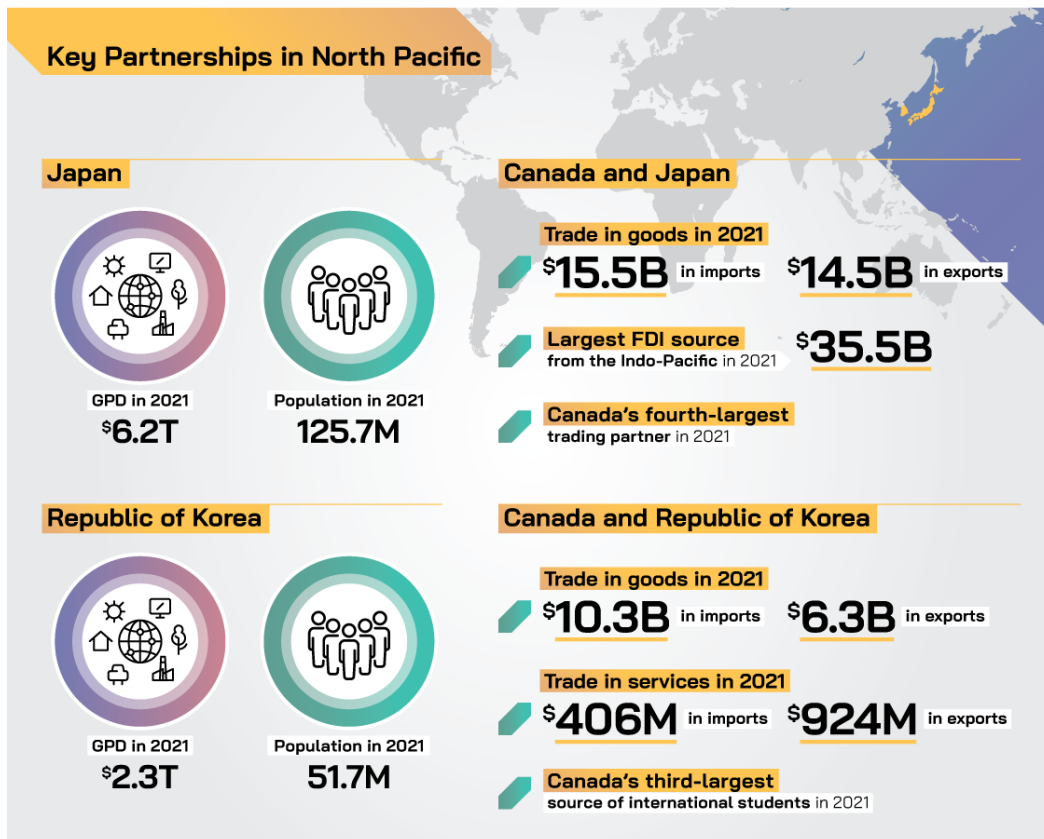 Key Partnerships in North Pacific
Japan
GPD in 2021
$6.2T
Population in 2021
125.7M
Canada and Japan
Trade in goods in 2021
$15.5B in imports
$14.5B in exports
Largest FDI source
from the Indo-Pacific in 2021
$35.5B
Canada's fourth-largest
trading partner in 2021
Republic of Korea
GPD in 2021
$2.3T
Population in 2021
51.7M
Canada and Republic of Korea
Trade in goods in 2021
$10.3B in imports
$6.3B in exports
Trade in services in 2021
$406M in imports
$924M in exports
Canada's third-largest
source of international students in 2021